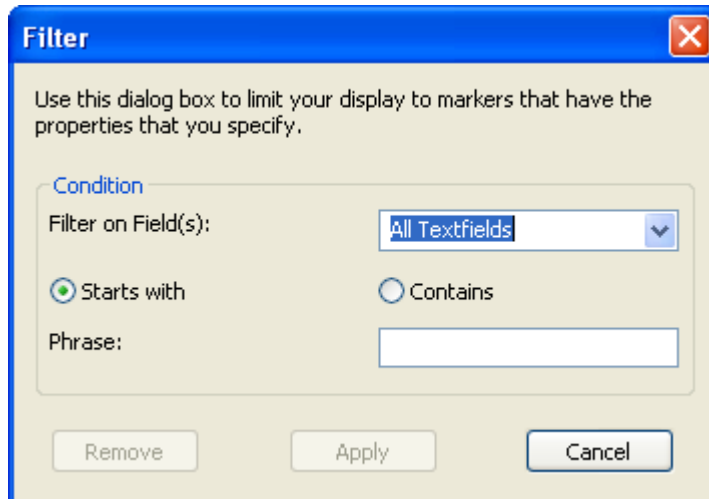 Filter
Use this dialog box to limit your display to markers that have the
properties that you specify.
Condition
Filter on Field(s):
All Textfields
Starts with
Contains
Phrase:
Remove
Apply
Cancel